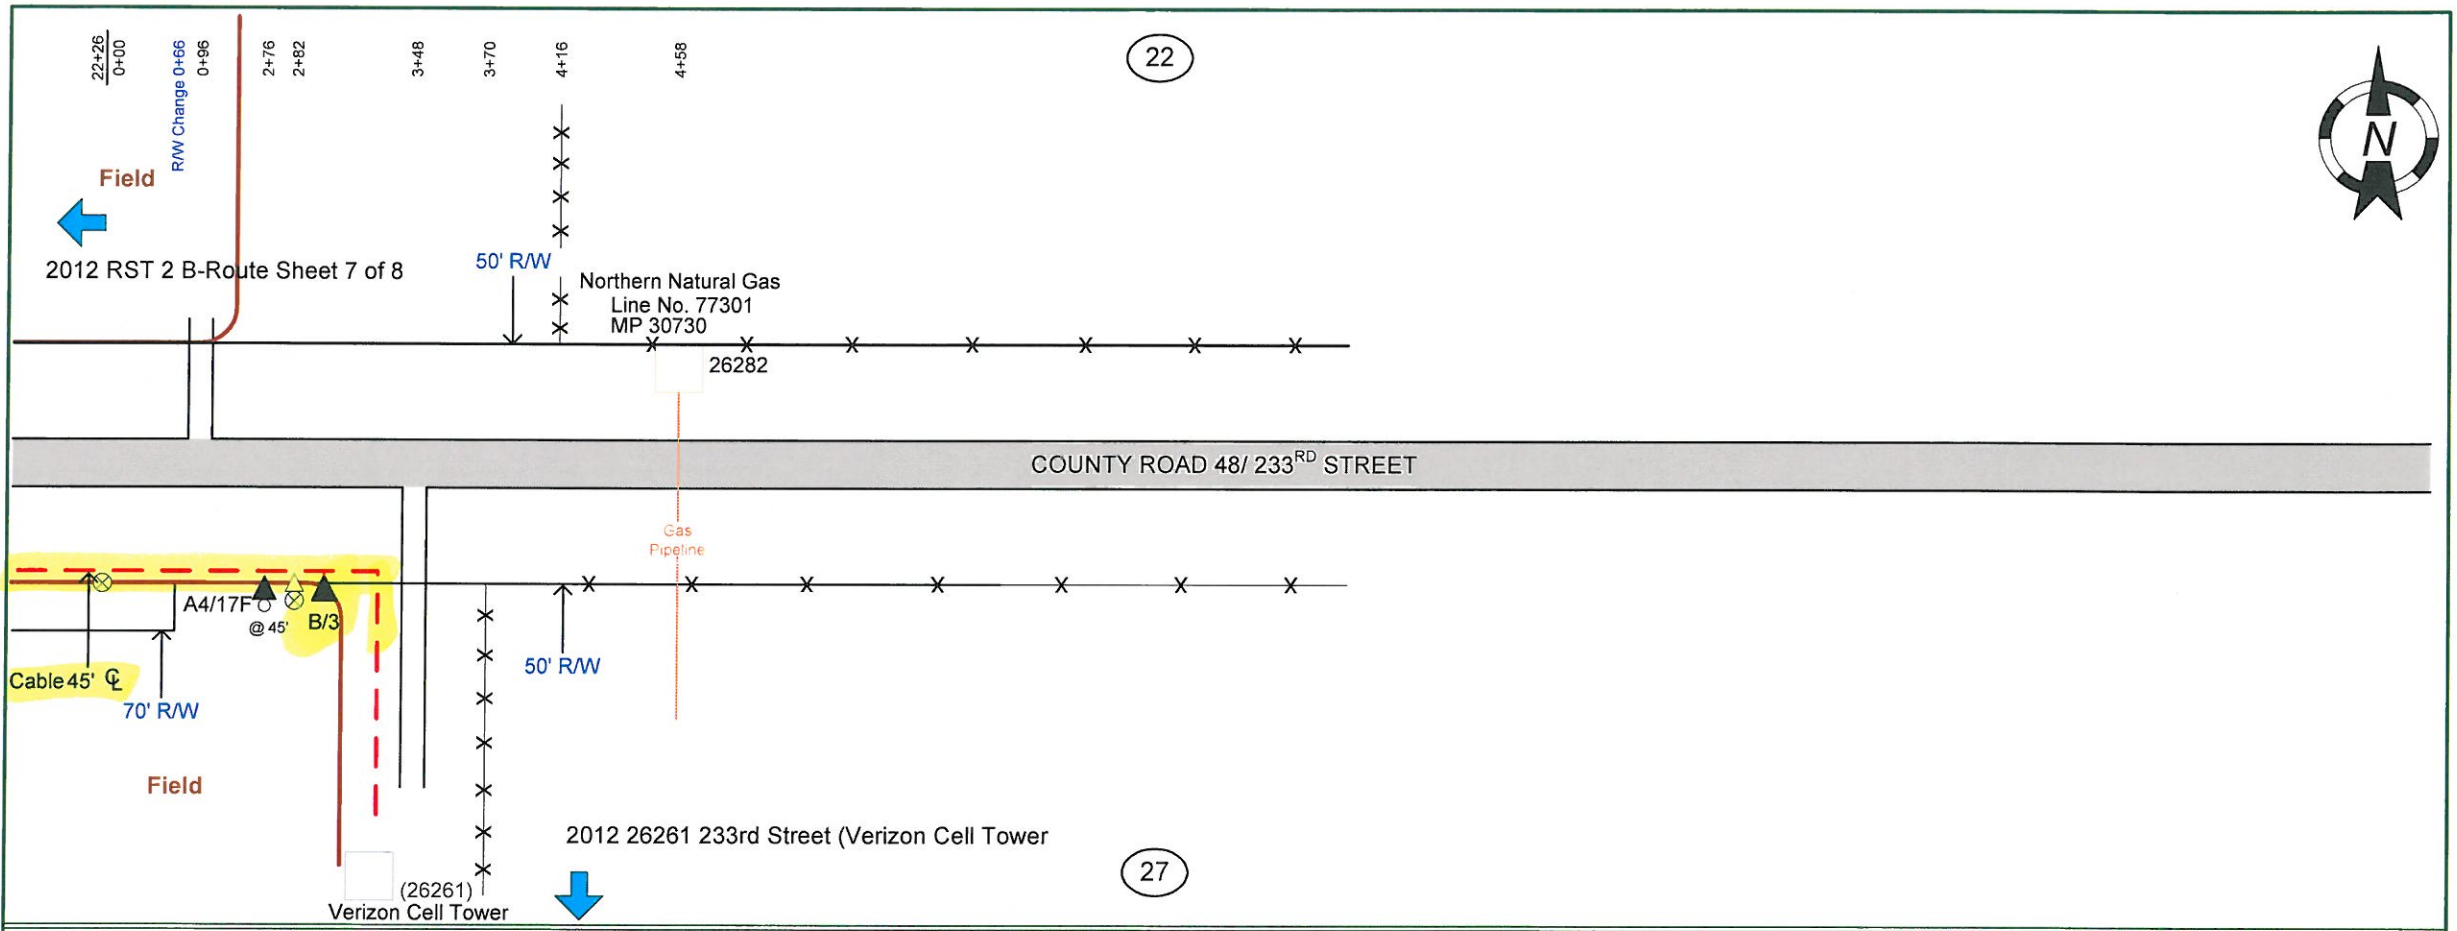 22+26
0+00
R/W Change 0+66
0+96
2+76
2+82
3+48
3+70
4+16
4+58
22
N
Field
2012 RST 2 B-Route Sheet 7 of 8
50' R/W
Northern Natural Gas
Line No. 77301
MP 30730
26282
COUNTY ROAD 48/ 233RD STREET
Gas
Pipeline
A4/17F
@ 45'
B/3
Cable 45' ℄
70' R/W
50' R/W
Field
2012 26261 233rd Street (Verizon Cell Tower
27
(26261)
Verizon Cell Tower